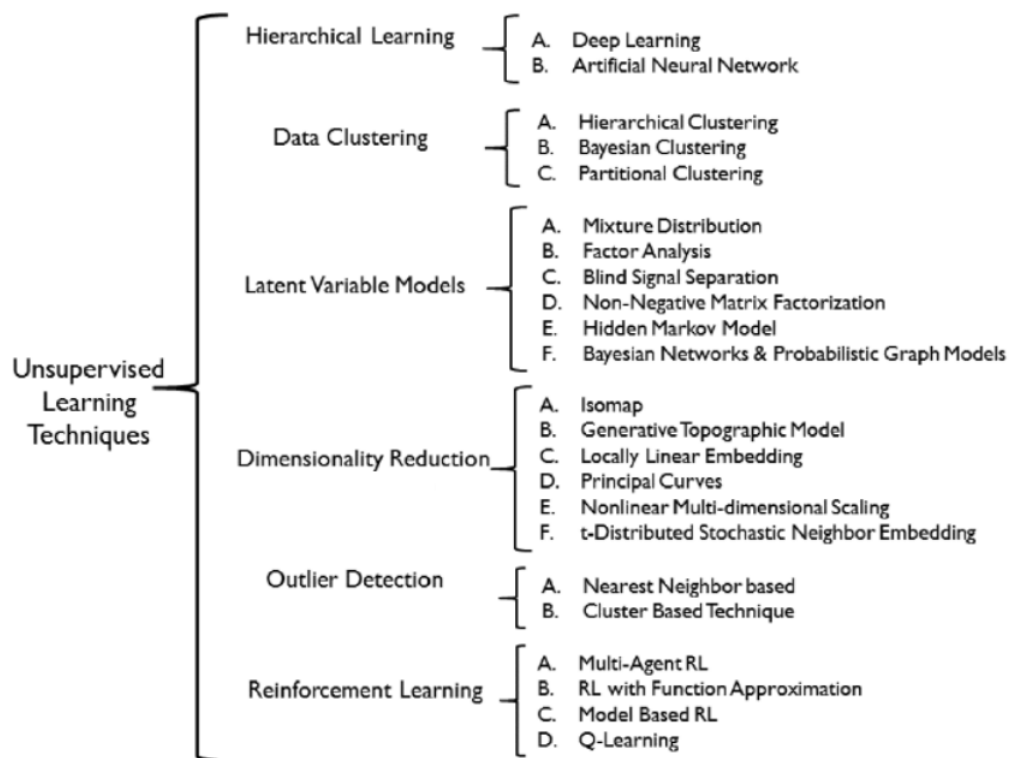 Hierarchical Learning
A. Deep Learning
B. Artificial Neural Network
Data Clustering
A. Hierarchical Clustering
B. Bayesian Clustering
C. Partitional Clustering
Latent Variable Models
A. Mixture Distribution
B. Factor Analysis
C. Blind Signal Separation
D. Non-Negative Matrix Factorization
E. Hidden Markov Model
F. Bayesian Networks & Probabilistic Graph Models
Unsupervised
Learning
Techniques
Dimensionality Reduction
A. Isomap
B. Generative Topographic Model
C. Locally Linear Embedding
D. Principal Curves
E. Nonlinear Multi-dimensional Scaling
F. t-Distributed Stochastic Neighbor Embedding
Outlier Detection
A. Nearest Neighbor based
B. Cluster Based Technique
Reinforcement Learning
A. Multi-Agent RL
B. RL with Function Approximation
C. Model Based RL
D. Q-Learning